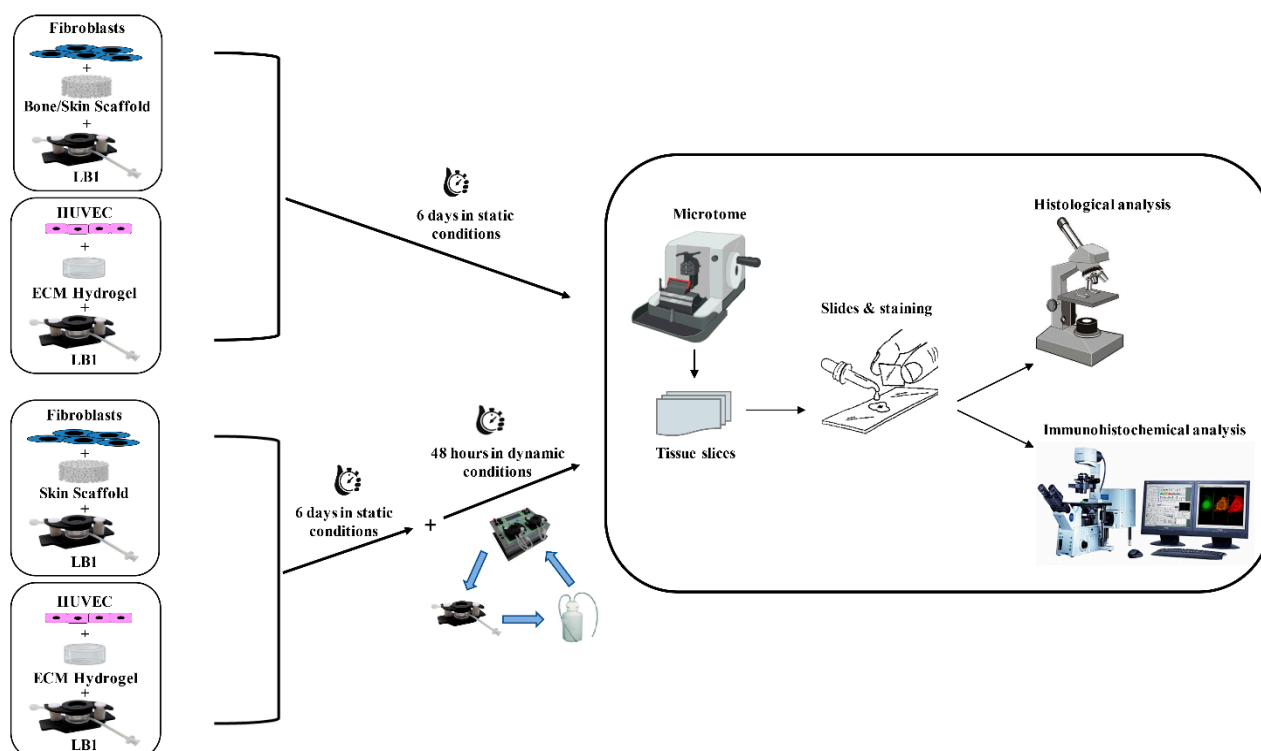 Fibroblasts
+
Bone/Skin Scaffold
+
LB1
HUVEC
+
ECM Hydrogel
+
LB1
6 days in static
conditions
Fibroblasts
+
Skin Scaffold
+
LB1
HUVEC
+
ECM Hydrogel
+
LB1
6 days in static
conditions
+
48 hours in dynamic
conditions
Microtome
Tissue slices
Slides & staining
Histological analysis
Immunohistochemical analysis